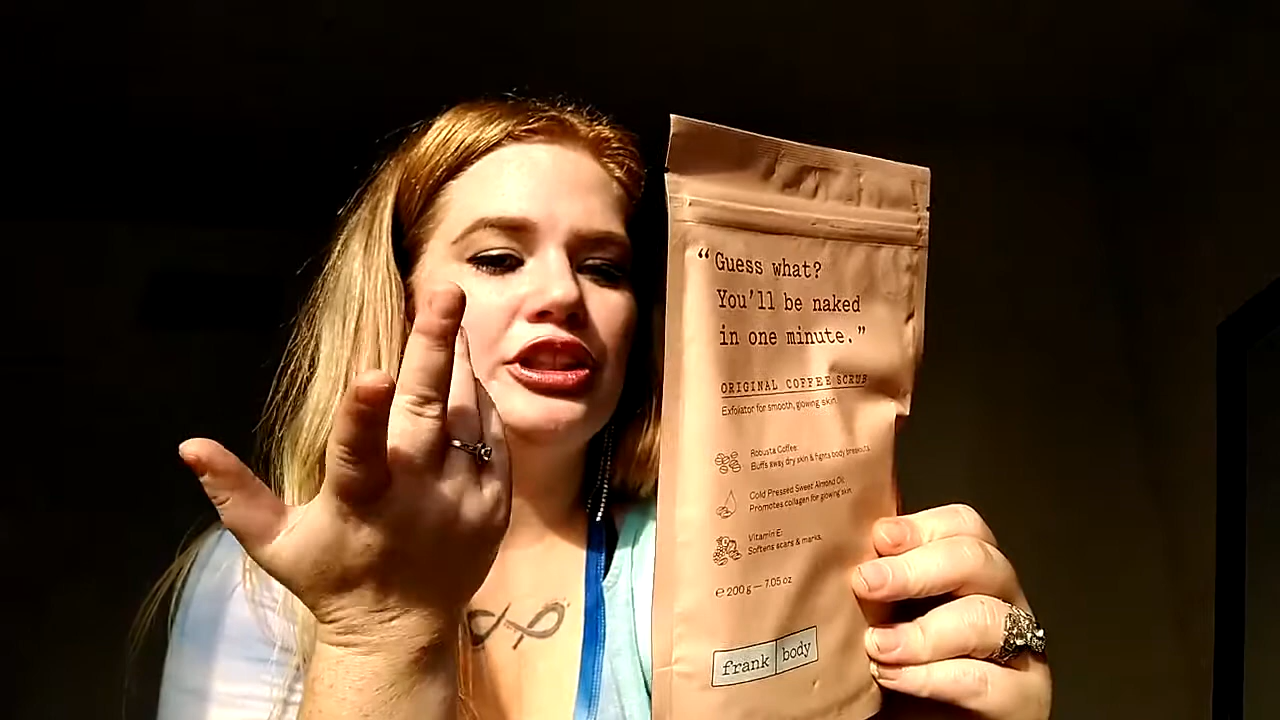 “Guess what?
You’ll be naked
in one minute.”
ORIGINAL COFFEE SCRUB
Exfoliator for smooth, glowing skin.
Robusta Coffee:
Buffs away dry skin & fights body breakouts.
Cold Pressed Sweet Almond Oil:
Promotes collagen for glowing skin.
Vitamin E:
Softens scars & marks.
℮ 200 g — 7.05 oz
frank body